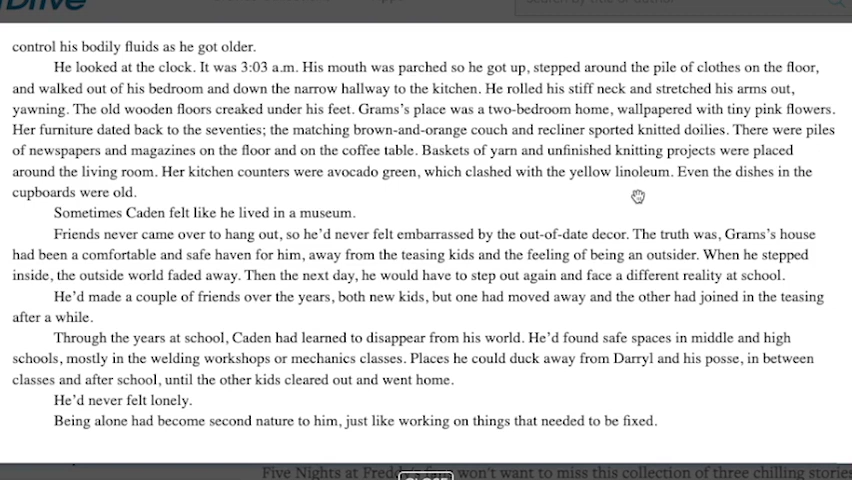 control his bodily fluids as he got older.
He looked at the clock. It was 3:03 a.m. His mouth was parched so he got up, stepped around the pile of clothes on the floor,
and walked out of his bedroom and down the narrow hallway to the kitchen. He rolled his stiff neck and stretched his arms out,
yawning. The old wooden floors creaked under his feet. Grams's place was a two-bedroom home, wallpapered with tiny pink flowers.
Her furniture dated back to the seventies; the matching brown-and-orange couch and recliner sported knitted doilies. There were piles
of newspapers and magazines on the floor and on the coffee table. Baskets of yarn and unfinished knitting projects were placed
around the living room. Her kitchen counters were avocado green, which clashed with the yellow linoleum. Even the dishes in the
cupboards were old.
Sometimes Caden felt like he lived in a museum.
Friends never came over to hang out, so he'd never felt embarrassed by the out-of-date decor. The truth was, Grams's house
had been a comfortable and safe haven for him, away from the teasing kids and the feeling of being an outsider. When he stepped
inside, the outside world faded away. Then the next day, he would have to step out again and face a different reality at school.
He'd made a couple of friends over the years, both new kids, but one had moved away and the other had joined in the teasing
after a while.
Through the years at school, Caden had learned to disappear from his world. He'd found safe spaces in middle and high
schools, mostly in the welding workshops or mechanics classes. Places he could duck away from Darryl and his posse, in between
classes and after school, until the other kids cleared out and went home.
He'd never felt lonely.
Being alone had become second nature to him, just like working on things that needed to be fixed.
Five Nights at Freddy's fans won't want to miss this collection of three chilling stories
CLOSE